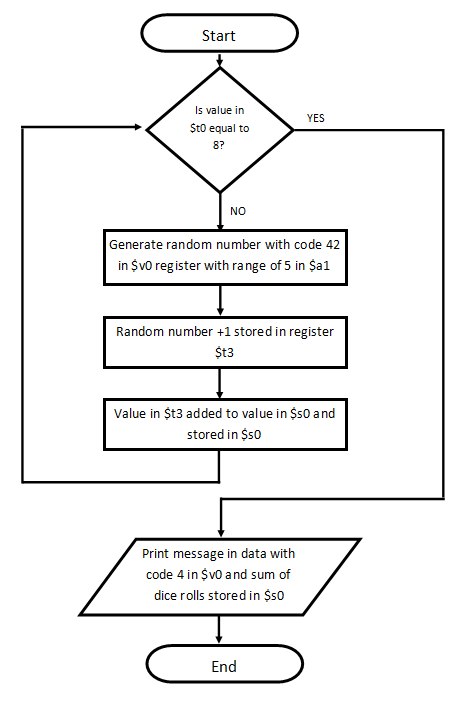 Start
Is value in
$t0 equal to
8?
YES
NO
Generate random number with code 42
in $v0 register with range of 5 in $a1
Random number +1 stored in register
$t3
Value in $t3 added to value in $s0 and
stored in $s0
Print message in data with
code 4 in $v0 and sum of
dice rolls stored in $s0
End